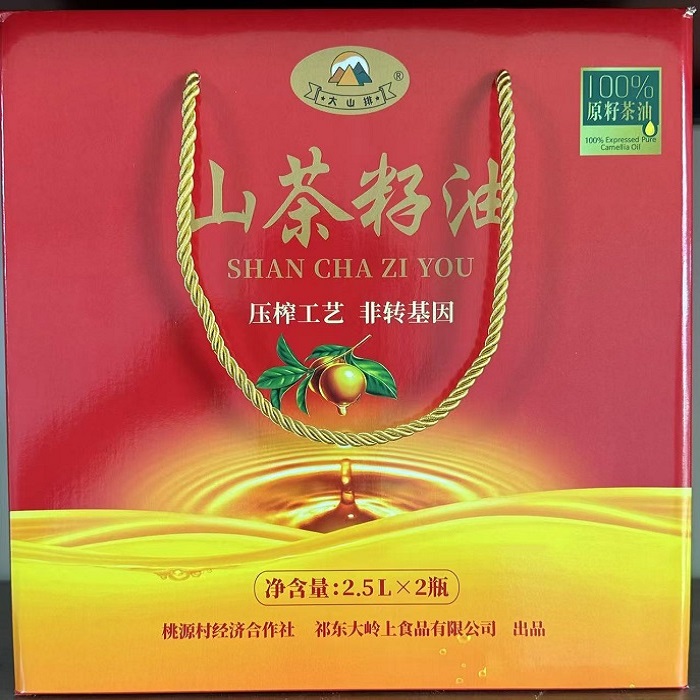 大山排
®
100%
原籽茶油
100% Expressed Pure
Camellia Oil
山茶籽油
SHAN CHA ZI YOU
压榨工艺 非转基因
净含量:2.5L×2瓶
桃源村经济合作社 祁东大岭上食品有限公司 出品